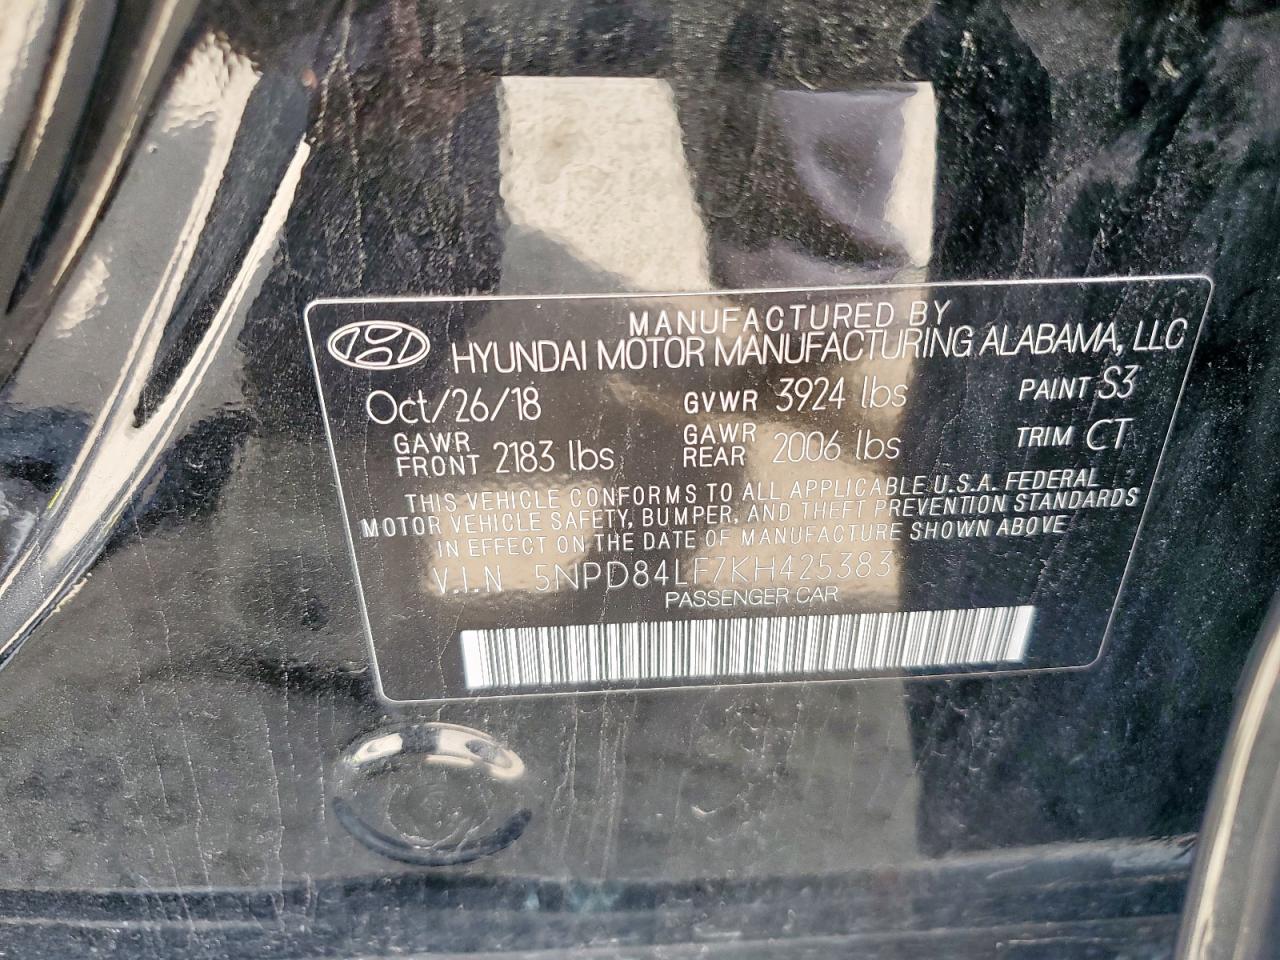 MANUFACTURED BY
HYUNDAI MOTOR MANUFACTURING ALABAMA, LLC
Oct/26/18 GVWR 3924 lbs PAINT S3
GAWR FRONT 2183 lbs GAWR REAR 2006 lbs TRIM CT
THIS VEHICLE CONFORMS TO ALL APPLICABLE U.S.A. FEDERAL
MOTOR VEHICLE SAFETY, BUMPER, AND THEFT PREVENTION STANDARDS
IN EFFECT ON THE DATE OF MANUFACTURE SHOWN ABOVE
V.I.N 5NPD84LF7KH425383
PASSENGER CAR